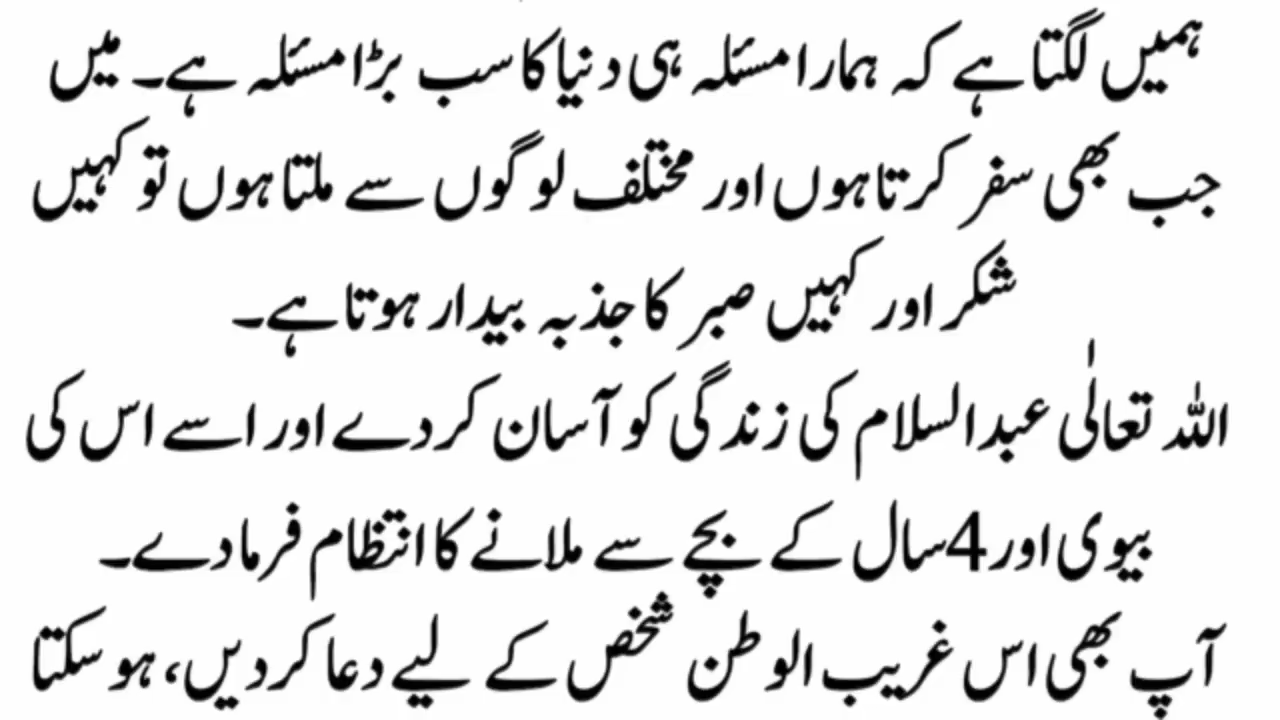 ہمیں لگتا ہے کہ ہمارا مسئلہ ہی دنیا کا سب بڑا مسئلہ ہے۔ میں
جب بھی سفر کرتا ہوں اور مختلف لوگوں سے ملتا ہوں تو کہیں
شکر اور کہیں صبر کا جذبہ بیدار ہوتا ہے۔
اللہ تعالٰی عبدالسلام کی زندگی کو آسان کردے اور اسے اس کی
بیوی اور 4سال کے بچے سے ملانے کا انتظام فرمادے۔
آپ بھی اس غریب الوطن شخص کے لیے دعا کردیں، ہو سکتا